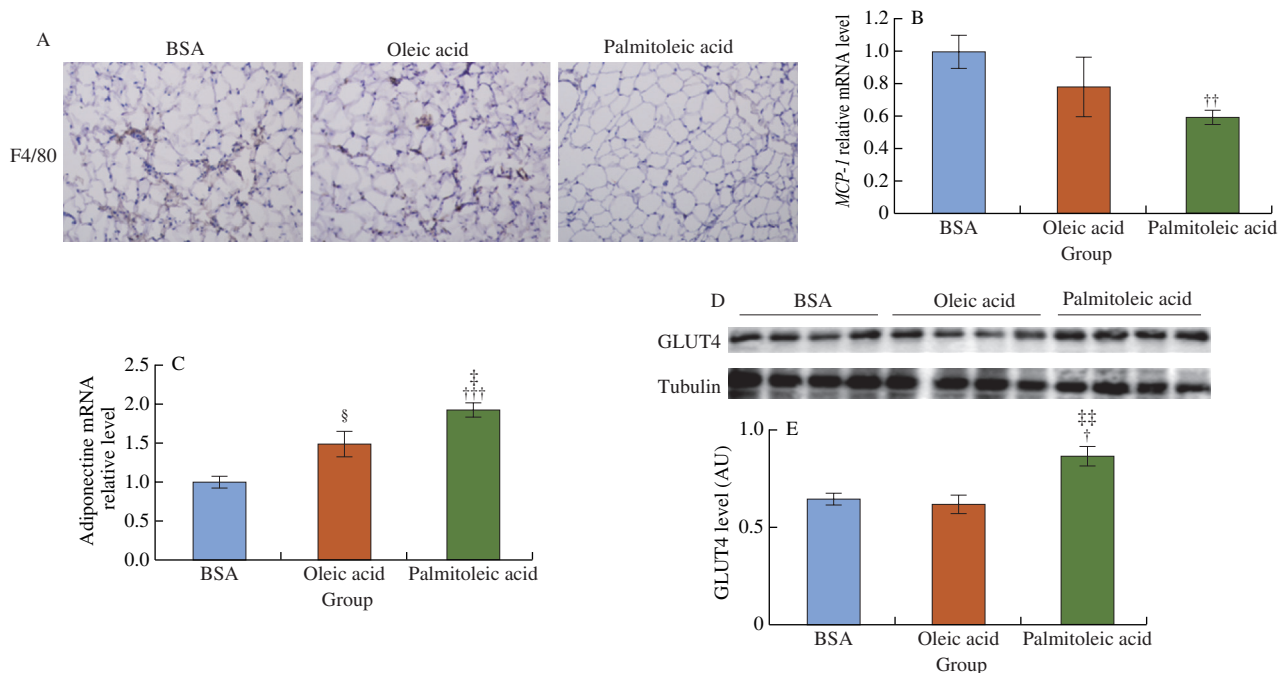 A
BSA
Oleic acid
Palmitoleic acid
F4/80
B
MCP-1 relative mRNA level
1.2
1.0
0.8
0.6
0.4
0.2
0
††
BSA
Oleic acid
Palmitoleic acid
Group
C
Adiponectine mRNA
relative level
2.5
2.0
1.5
1.0
0.5
0.0
§
‡
†††
BSA
Oleic acid
Palmitoleic acid
Group
D
BSA
Oleic acid
Palmitoleic acid
GLUT4
Tubulin
E
GLUT4 level (AU)
1.0
0.5
0
‡‡
†
BSA
Oleic acid
Palmitoleic acid
Group